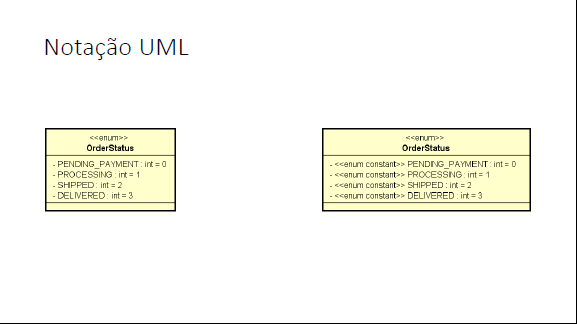 Notação UML
<<enum>>
OrderStatus
- PENDING_PAYMENT : int = 0
- PROCESSING : int = 1
- SHIPPED : int = 2
- DELIVERED : int = 3
<<enum>>
OrderStatus
- <<enum constant>> PENDING_PAYMENT : int = 0
- <<enum constant>> PROCESSING : int = 1
- <<enum constant>> SHIPPED : int = 2
- <<enum constant>> DELIVERED : int = 3